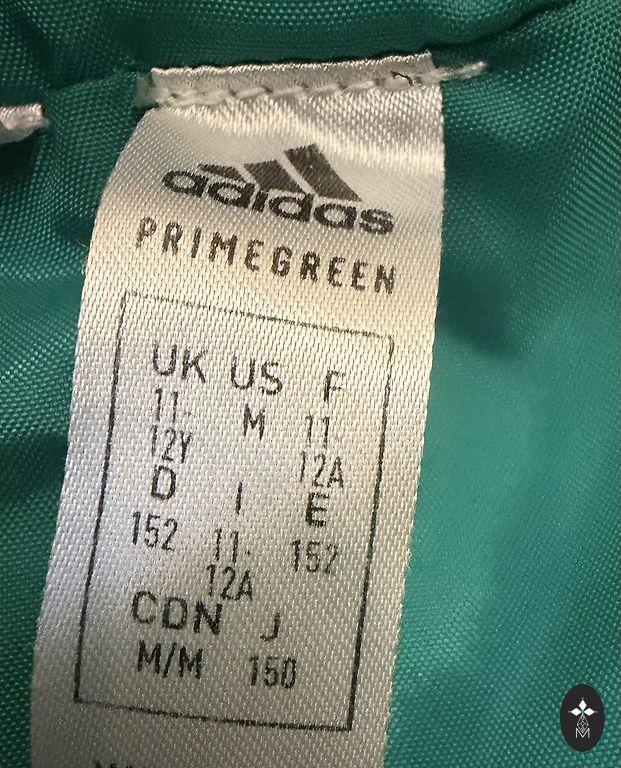 adidas
PRIMEGREEN
UK US F
11- M 11-
12Y 12A
D I E
152 11- 152
12A
CDN J
M/M 150
M